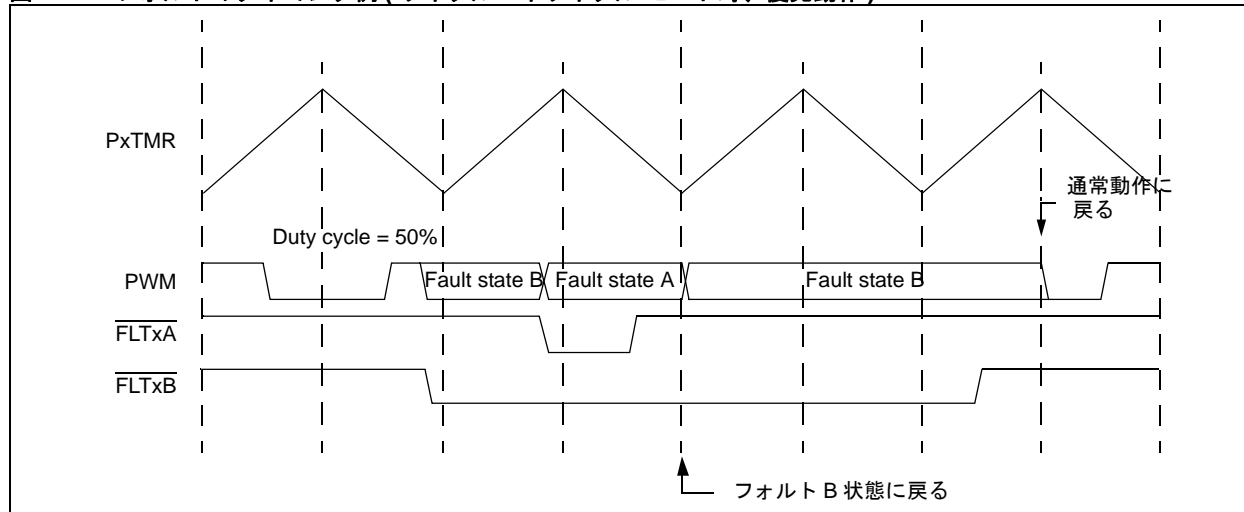 PxTMR
通常動作に
戻る
Duty cycle = 50%
PWM
Fault state B
Fault state A
Fault state B
FLTxA
FLTxB
フォルト B 状態に戻る